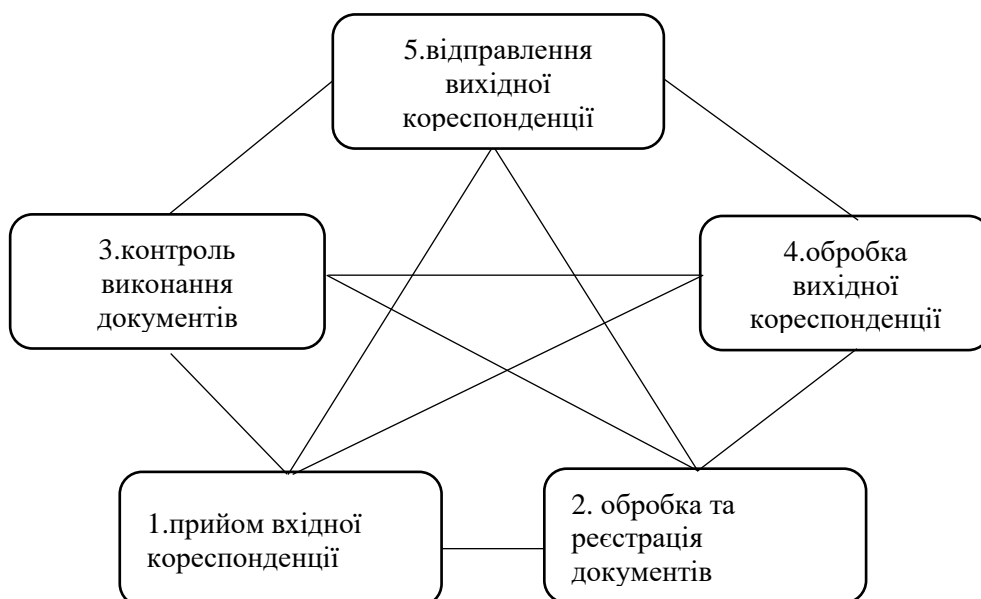 5.відправлення
вихідної
кореспонденції
3.контроль
виконання
документів
4.обробка
вихідної
кореспонденції
1.прийом вхідної
кореспонденції
2. обробка та
реєстрація
документів